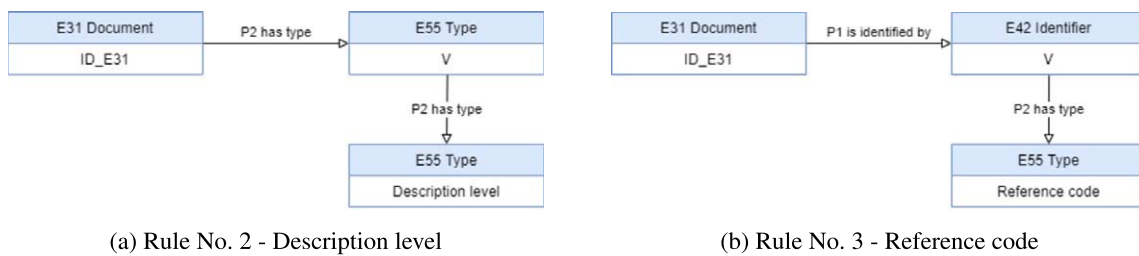 E31 Document
ID_E31
P2 has type
E55 Type
V
P2 has type
E55 Type
Description level
(a) Rule No. 2 - Description level
E31 Document
ID_E31
P1 is identified by
E42 Identifier
V
P2 has type
E55 Type
Reference code
(b) Rule No. 3 - Reference code